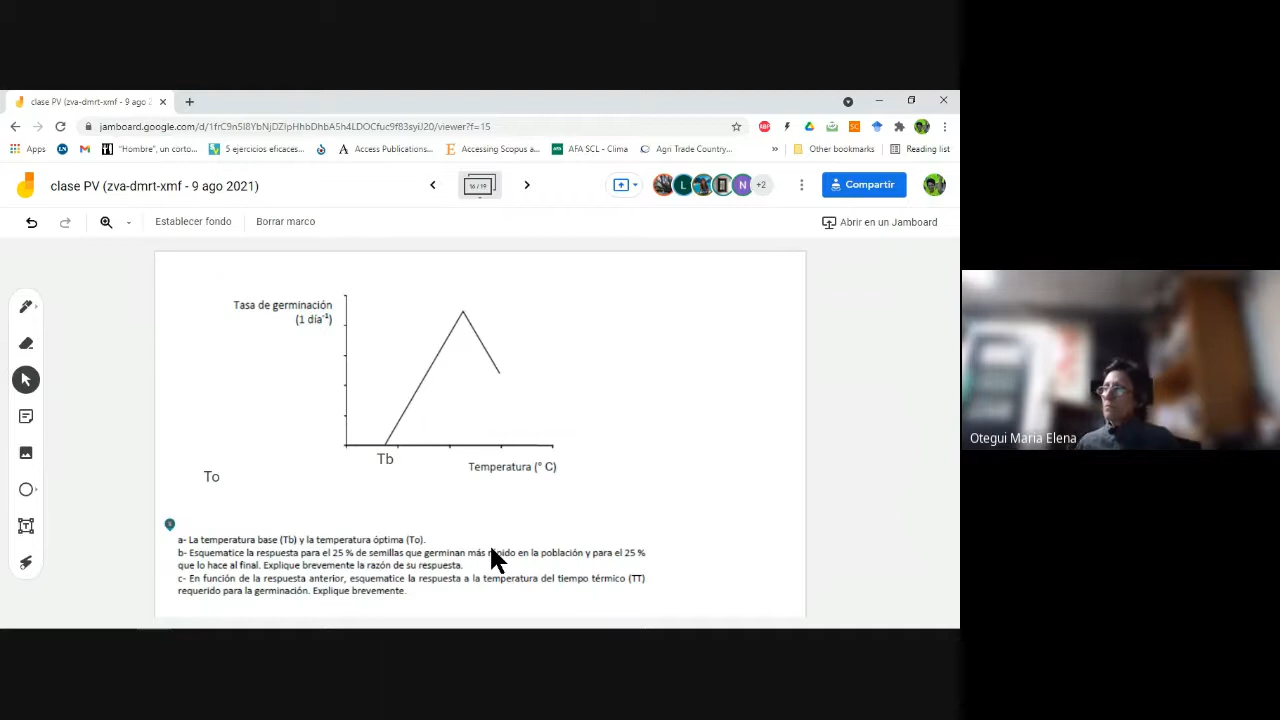 clase PV (zva-dmrt-xmf - 9 ago 2
jamboard.google.com/d/1frC9n5l8YbNjDZlpHhbDhbA5h4LDOCfuc9f83syiJ20/viewer?f=15
Apps
"Hombre", un corto...
5 ejercicios eficaces...
Access Publications...
Accessing Scopus a...
AFA SCL - Clima
Agri Trade Country...
»
Other bookmarks
Reading list
clase PV (zva-dmrt-xmf - 9 ago 2021)
16 / 19
L
N
+2
Compartir
Establecer fondo
Borrar marco
Abrir en un Jamboard
Tasa de germinación
(1 día⁻¹)
Tb
Temperatura (° C)
To
a- La temperatura base (Tb) y la temperatura óptima (To).
b- Esquematice la respuesta para el 25 % de semillas que germinan más rápido en la población y para el 25 %
que lo hace al final. Explique brevemente la razón de su respuesta.
c- En función de la respuesta anterior, esquematice la respuesta a la temperatura del tiempo térmico (TT)
requerido para la germinación. Explique brevemente.
Otegui Maria Elena